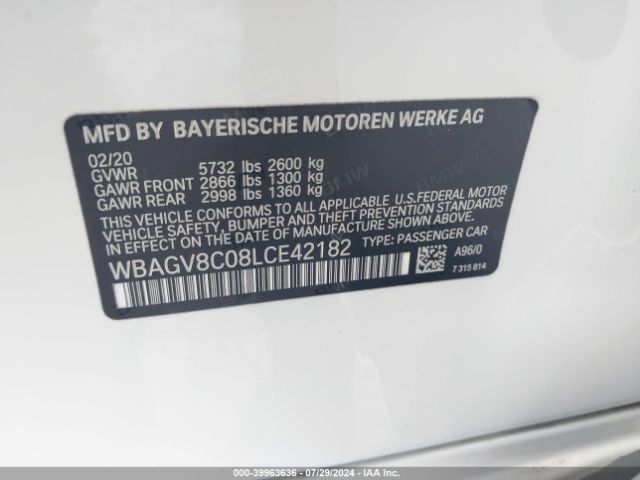 MFD BY BAYERISCHE MOTOREN WERKE AG
02/20
GVWR 5732 lbs 2600 kg
GAWR FRONT 2866 lbs 1300 kg
GAWR REAR 2998 lbs 1360 kg
THIS VEHICLE CONFORMS TO ALL APPLICABLE U.S.FEDERAL MOTOR
VEHICLE SAFETY, BUMPER AND THEFT PREVENTION STANDARDS
IN EFFECT ON THE DATE OF MANUFACTURE SHOWN ABOVE.
WBAGV8C08LCE42182 TYPE: PASSENGER CAR
A96/0
7 315 814
000-39963636 - 07/29/2024 - IAA, Inc.